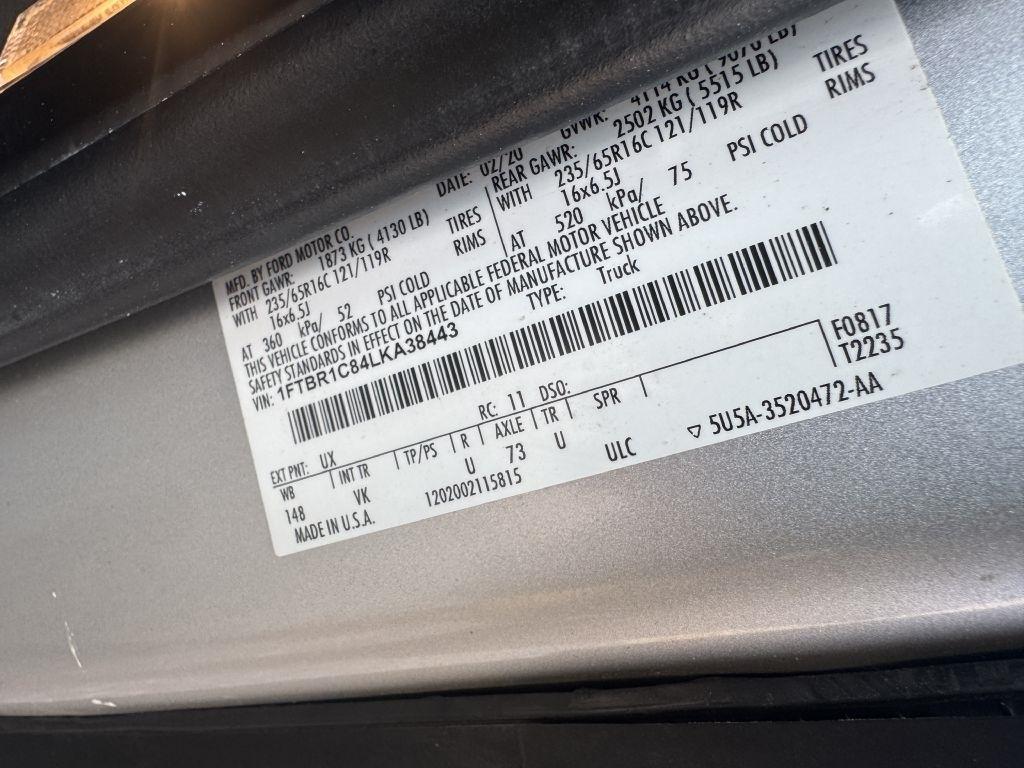 MFD. BY FORD MOTOR CO.
DATE: 02/20 GVWR: 4114 KG ( 9070 LB)
FRONT GAWR: 1873 KG ( 4130 LB) REAR GAWR: 2502 KG ( 5515 LB)
WITH 235/65R16C 121/119R TIRES WITH 235/65R16C 121/119R TIRES
16x6.5J RIMS 16x6.5J RIMS
AT 360 kPa/ 52 PSI COLD AT 520 kPa/ 75 PSI COLD
THIS VEHICLE CONFORMS TO ALL APPLICABLE FEDERAL MOTOR VEHICLE
SAFETY STANDARDS IN EFFECT ON THE DATE OF MANUFACTURE SHOWN ABOVE.
VIN: 1FTBR1C84LKA38443 TYPE: Truck
F0817
T2235
EXT PNT: UX RC: 11 DSO:
WB INT TR TP/PS R AXLE TR SPR
148 VK U 73 U ULC
MADE IN U.S.A. 1202002115815
▽ 5U5A-3520472-AA